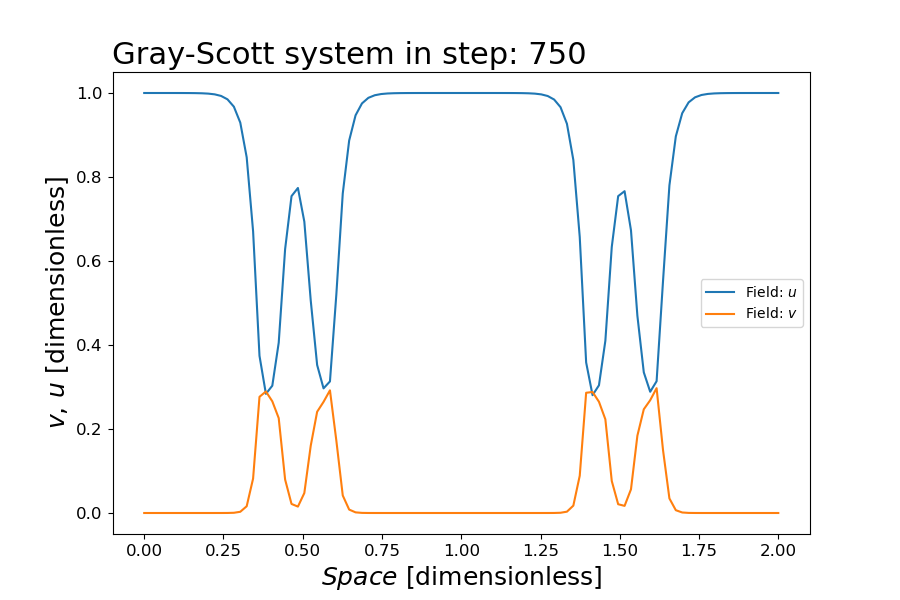 Gray-Scott system in step: 750
v, u [dimensionless]
1.0
0.8
0.6
0.4
0.2
0.0
Field: u
Field: v
0.00 0.25 0.50 0.75 1.00 1.25 1.50 1.75 2.00
Space [dimensionless]